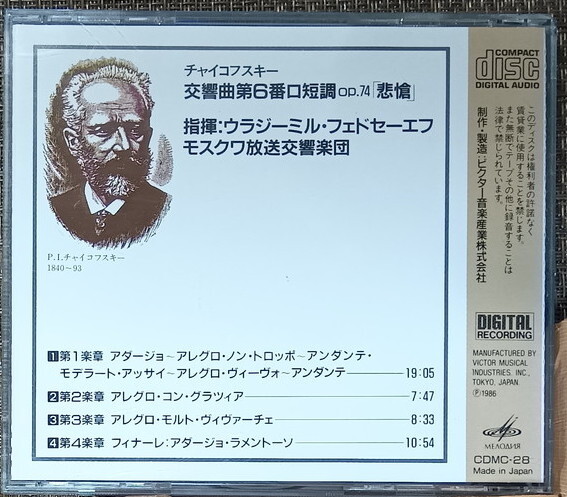 チャイコフスキー
交響曲第6番ロ短調op.74「悲愴」
指揮:ウラジーミル・フェドセーエフ
モスクワ放送交響楽団
P.I.チャイコフスキー
1840~93
1 第1楽章 アダージョ~アレグロ・ノン・トロッポ~アンダンテ・
モデラート・アッサイ~アレグロ・ヴィーヴォ~アンダンテ 19:05
2 第2楽章 アレグロ・コン・グラツィア 7:47
3 第3楽章 アレグロ・モルト・ヴィヴァーチェ 8:33
4 第4楽章 フィナーレ:アダージョ・ラメントーソ 10:54
COMPACT
disc
DIGITAL AUDIO
このディスクは権利者の許諾なく
賃貸業に使用することを禁じます。
また無断でテープその他に録音することは
法律で禁じられています。
制作・製造:ビクター音楽産業株式会社
DIGITAL
RECORDING
MANUFACTURED BY
VICTOR MUSICAL
INDUSTRIES, INC.,
TOKYO, JAPAN.
Ⓟ1986
МЕЛОДИЯ
CDMC-28
Made in Japan